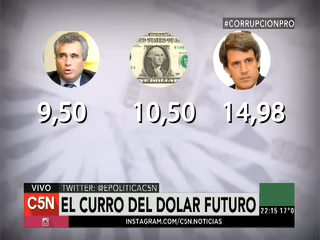 #CORRUPCIONPRO
9,50
10,50
14,98
VIVO
TWITTER: @EPOLITICAC5N
C5N
EL CURRO DEL DOLAR FUTURO
22:15 17°0
INSTAGRAM.COM/C5N.NOTICIAS